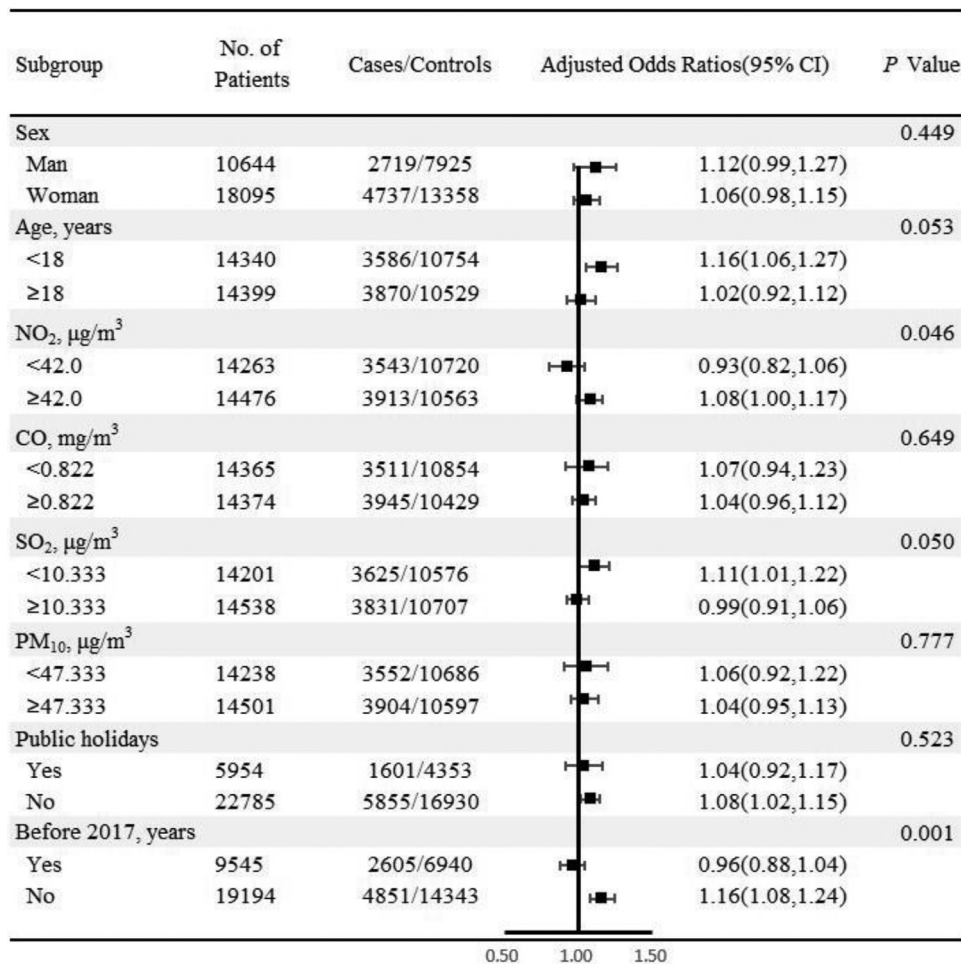 Subgroup No. of Patients Cases/Controls Adjusted Odds Ratios(95% CI) P Value
Sex 0.449
Man 10644 2719/7925 1.12(0.99,1.27)
Woman 18095 4737/13358 1.06(0.98,1.15)
Age, years 0.053
<18 14340 3586/10754 1.16(1.06,1.27)
≥18 14399 3870/10529 1.02(0.92,1.12)
NO₂, μg/m³ 0.046
<42.0 14263 3543/10720 0.93(0.82,1.06)
≥42.0 14476 3913/10563 1.08(1.00,1.17)
CO, mg/m³ 0.649
<0.822 14365 3511/10854 1.07(0.94,1.23)
≥0.822 14374 3945/10429 1.04(0.96,1.12)
SO₂, μg/m³ 0.050
<10.333 14201 3625/10576 1.11(1.01,1.22)
≥10.333 14538 3831/10707 0.99(0.91,1.06)
PM₁₀, μg/m³ 0.777
<47.333 14238 3552/10686 1.06(0.92,1.22)
≥47.333 14501 3904/10597 1.04(0.95,1.13)
Public holidays 0.523
Yes 5954 1601/4353 1.04(0.92,1.17)
No 22785 5855/16930 1.08(1.02,1.15)
Before 2017, years 0.001
Yes 9545 2605/6940 0.96(0.88,1.04)
No 19194 4851/14343 1.16(1.08,1.24)
0.50 1.00 1.50